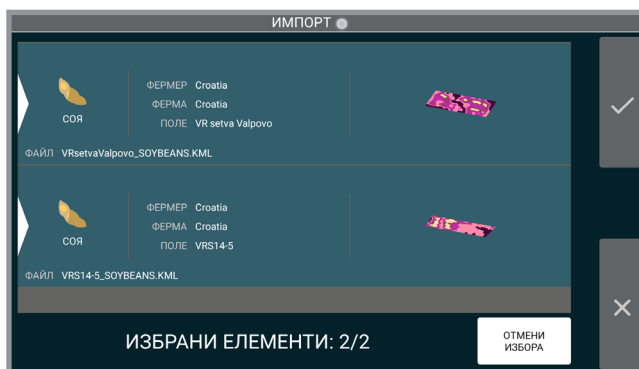 ИМПОРТ
СОЯ
ФЕРМЕР Croatia
ФЕРМА Croatia
ПОЛЕ VR setva Valpovo
ФАЙЛ VRsetvaValpovo_SOYBEANS.KML
СОЯ
ФЕРМЕР Croatia
ФЕРМА Croatia
ПОЛЕ VRS14-5
ФАЙЛ VRS14-5_SOYBEANS.KML
ИЗБРАНИ ЕЛЕМЕНТИ: 2/2
ОТМЕНИ
ИЗБОРА